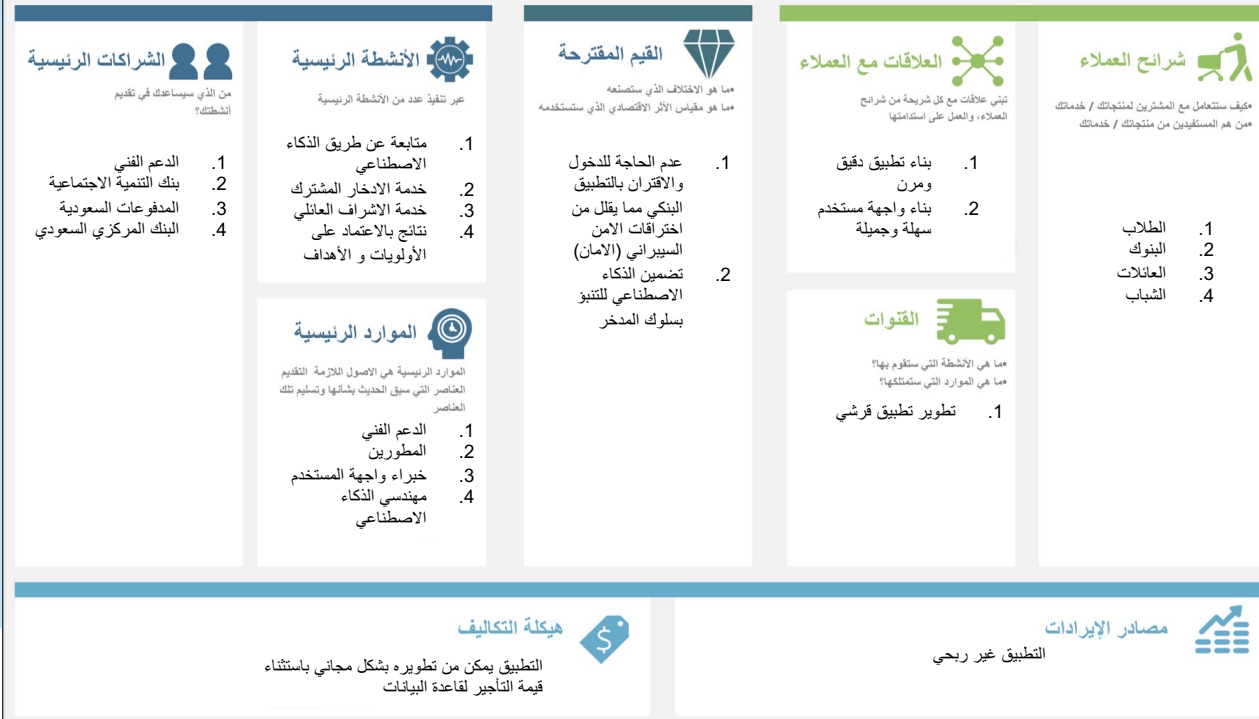 شرائح العملاء
•كيف ستتعامل مع المشترين لمنتجاتك / خدماتك
•من هم المستفيدين من منتجاتك / خدماتك
1. الطلاب
2. البنوك
3. العائلات
4. الشباب
العلاقات مع العملاء
تبني علاقات مع كل شريحة من شرائح
العملاء، والعمل على استدامتها
1. بناء تطبيق دقيق
ومرن
2. بناء واجهة مستخدم
سهلة وجميلة
القنوات
•ما هي الأنشطة التي ستقوم بها؟
•ما هي الموارد التي ستمتلكها؟
1. تطوير تطبيق قرشي
القيم المقترحة
•ما هو الاختلاف الذي ستصنعه
•ما هو مقياس الأثر الاقتصادي الذي ستستخدمه
1. عدم الحاجة للدخول
والاقتران بالتطبيق
البنكي مما يقلل من
اختراقات الامن
السيبراني (الامان)
2. تضمين الذكاء
الاصطناعي للتنبؤ
بسلوك المدخر
الأنشطة الرئيسية
عبر تنفيذ عدد من الأنشطة الرئيسية
1. متابعة عن طريق الذكاء
الاصطناعي
2. خدمة الادخار المشترك
3. خدمة الاشراف العائلي
4. نتائج بالاعتماد على
الأولويات و الأهداف
الموارد الرئيسية
الموارد الرئيسية هي الاصول اللازمة التقديم
العناصر التي سبق الحديث بشأنها وتسليم تلك
العناصر
1. الدعم الفني
2. المطورين
3. خبراء واجهة المستخدم
4. مهندسي الذكاء
الاصطناعي
الشراكات الرئيسية
من الذي سيساعدك في تقديم
أنشطتك؟
1. الدعم الفني
2. بنك التنمية الاجتماعية
3. المدفوعات السعودية
4. البنك المركزي السعودي
مصادر الإيرادات
التطبيق غير ربحي
هيكلة التكاليف
التطبيق يمكن من تطويره بشكل مجاني باستثناء
قيمة التأجير لقاعدة البيانات